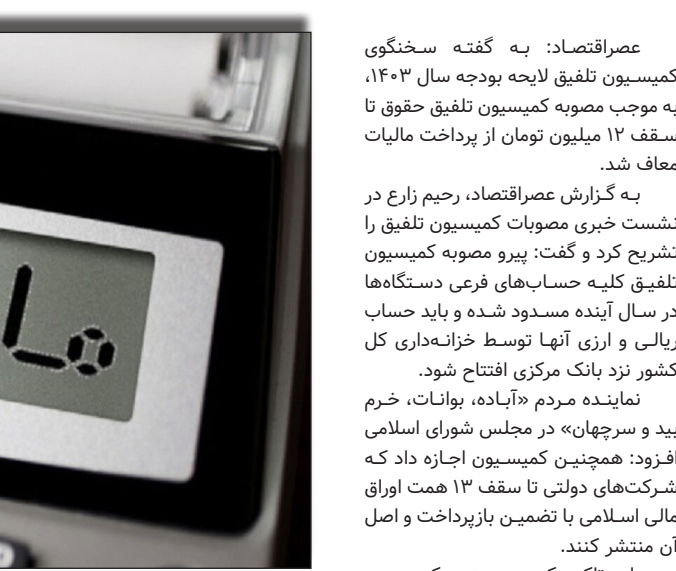 عصراقتصاد: به گفته سخنگوی
کمیسیون تلفیق لایحه بودجه سال ۱۴۰۳،
به موجب مصوبه کمیسیون تلفیق حقوق تا
سقف ۱۲ میلیون تومان از پرداخت مالیات
معاف شد.
به گزارش عصراقتصاد، رحیم زارع در
نشست خبری مصوبات کمیسیون تلفیق را
تشریح کرد و گفت: پیرو مصوبه کمیسیون
تلفیق کلیه حساب‌های فرعی دستگاه‌ها
در سال آینده مسدود شده و باید حساب
ریالی و ارزی آنها توسط خزانه‌داری کل
کشور نزد بانک مرکزی افتتاح شود.
نماینده مردم «آباده، بوانات، خرم
بید و سرچهان» در مجلس شورای اسلامی
افزود: همچنین کمیسیون اجازه داد که
شرکت‌های دولتی تا سقف ۱۳ همت اوراق
مالی اسلامی با تضمین بازپرداخت و اصل
آن منتشر کنند.